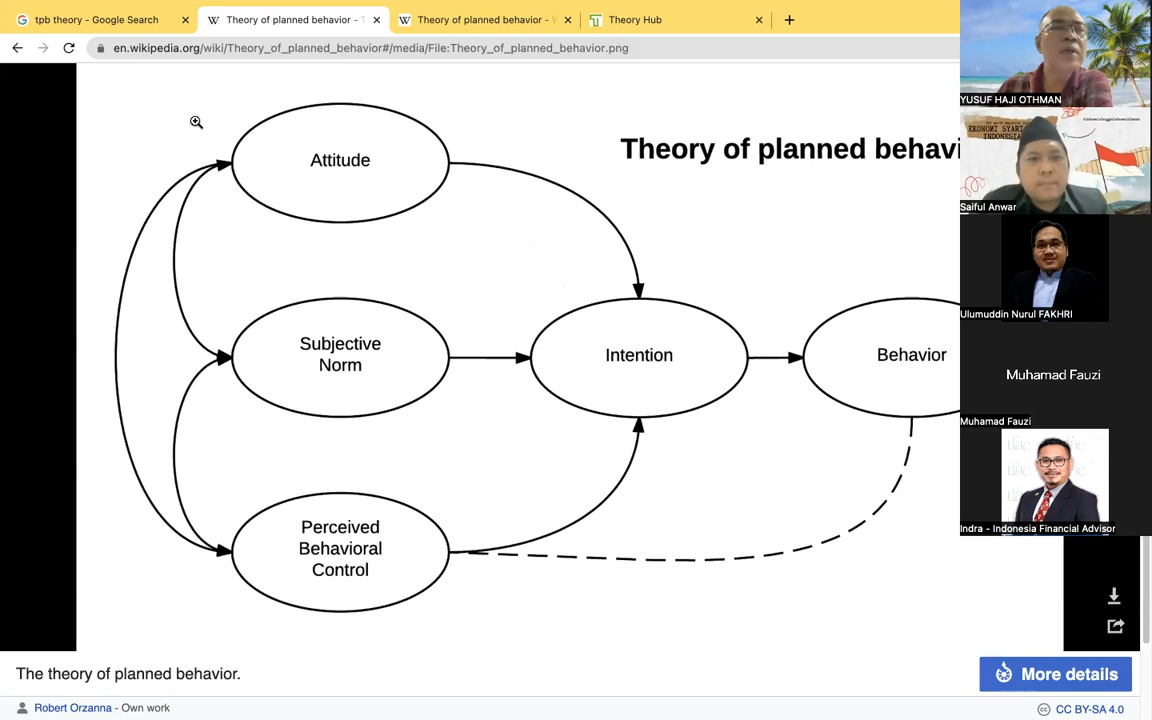 tpb theory - Google Search
Theory of planned behavior - 
Theory of planned behavior - 
Theory Hub
en.wikipedia.org/wiki/Theory_of_planned_behavior#/media/File:Theory_of_planned_behavior.png
Theory of planned behavi
Attitude
Subjective
Norm
Intention
Behavior
Perceived
Behavioral
Control
YUSUF HAJI OTHMAN
EKONOMI SYARI
INDONESIA
Saiful Anwar
Ulumuddin Nurul FAKHRI
Muhamad Fauzi
Muhamad Fauzi
Indra - Indonesia Financial Advisor
The theory of planned behavior.
More details
Robert Orzanna - Own work
CC BY-SA 4.0